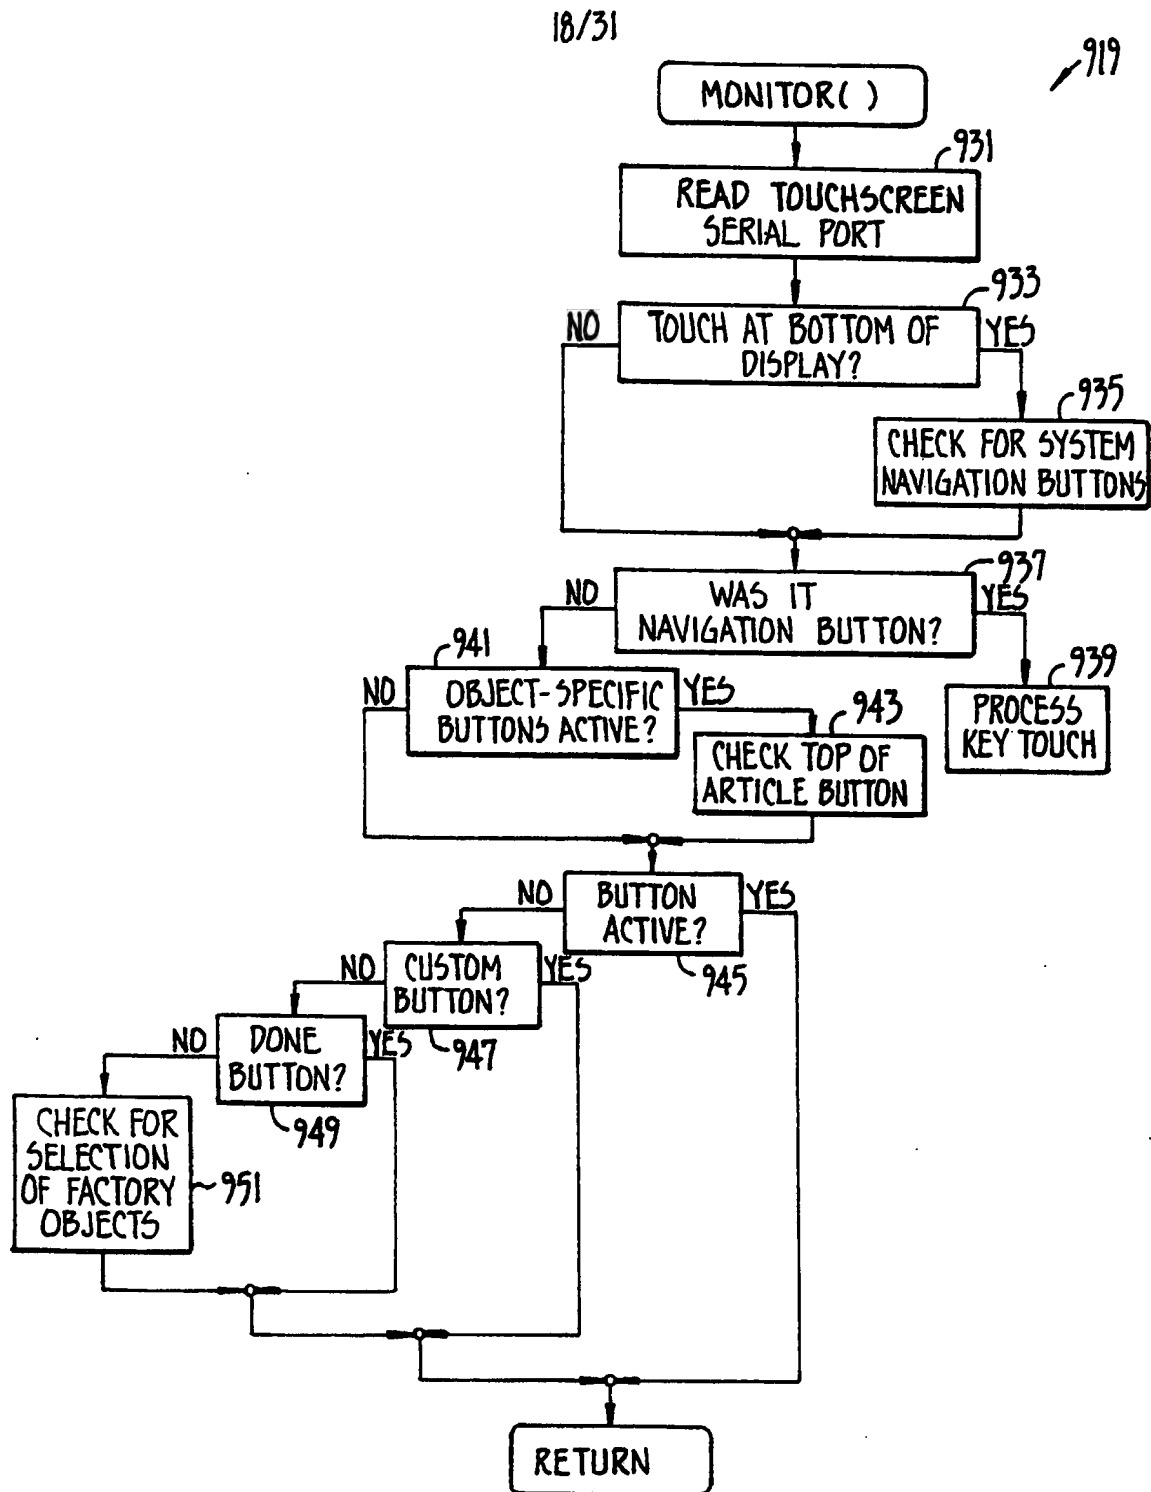 18/31
919
MONITOR( )
931
READ TOUCHSCREEN
SERIAL PORT
933
NO
TOUCH AT BOTTOM OF
DISPLAY?
YES
935
CHECK FOR SYSTEM
NAVIGATION BUTTONS
937
NO
WAS IT
NAVIGATION BUTTON?
YES
939
PROCESS
KEY TOUCH
941
NO
OBJECT-SPECIFIC
BUTTONS ACTIVE?
YES
943
CHECK TOP OF
ARTICLE BUTTON
NO
BUTTON
ACTIVE?
YES
945
NO
CUSTOM
BUTTON?
YES
947
NO
DONE
BUTTON?
YES
949
CHECK FOR
SELECTION
OF FACTORY
OBJECTS
951
RETURN